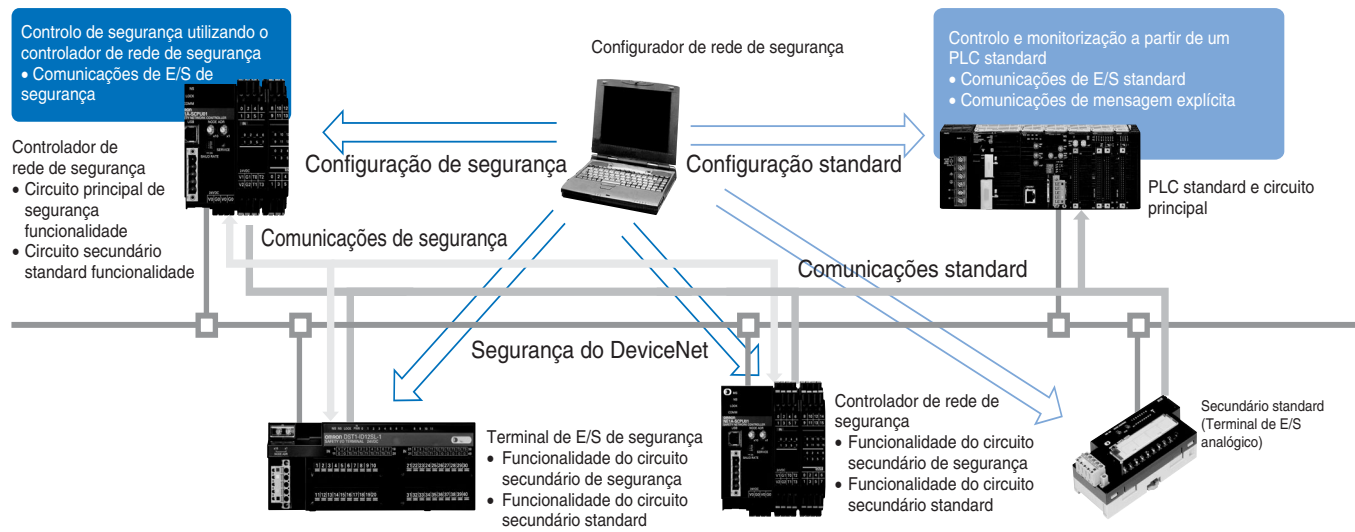 Controlo de segurança utilizando o
controlador de rede de segurança
• Comunicações de E/S de
segurança
Configurador de rede de segurança
Controlo e monitorização a partir de um
PLC standard
• Comunicações de E/S standard
• Comunicações de mensagem explícita
Controlador de
rede de segurança
• Circuito principal de
segurança
funcionalidade
• Circuito secundário
standard funcionalidade
Configuração de segurança
Configuração standard
PLC standard e circuito
principal
Comunicações de segurança
Comunicações standard
Segurança do DeviceNet
OMRON DST1-ID12SL-1
SAFETY I/O TERMINAL
Terminal de E/S de segurança
• Funcionalidade do circuito
secundário de segurança
• Funcionalidade do circuito
secundário standard
Controlador de rede de
segurança
• Funcionalidade do circuito
secundário de segurança
• Funcionalidade do circuito
secundário standard
Secundário standard
(Terminal de E/S
analógico)